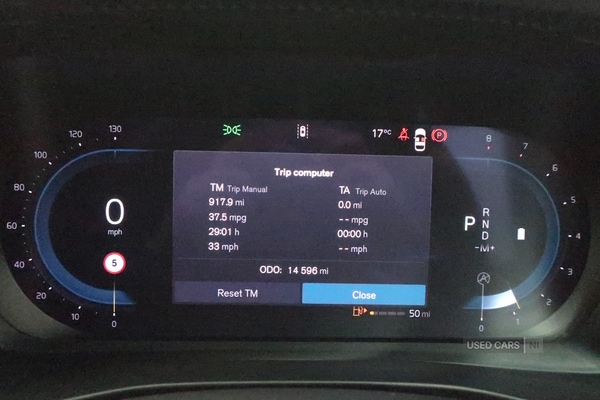 17°C
P
130
120
100
80
60
40
20
10
0
0
mph
5
Trip computer
TM Trip Manual
917.9 mi
37.5 mpg
29:01 h
33 mph
TA Trip Auto
0.0 mi
-- mpg
00:00 h
-- mph
ODO: 14 596 mi
Reset TM
Close
50 mi
P
R
N
D
8
7
6
5
4
3
2
1
0
A
USED CARS NI